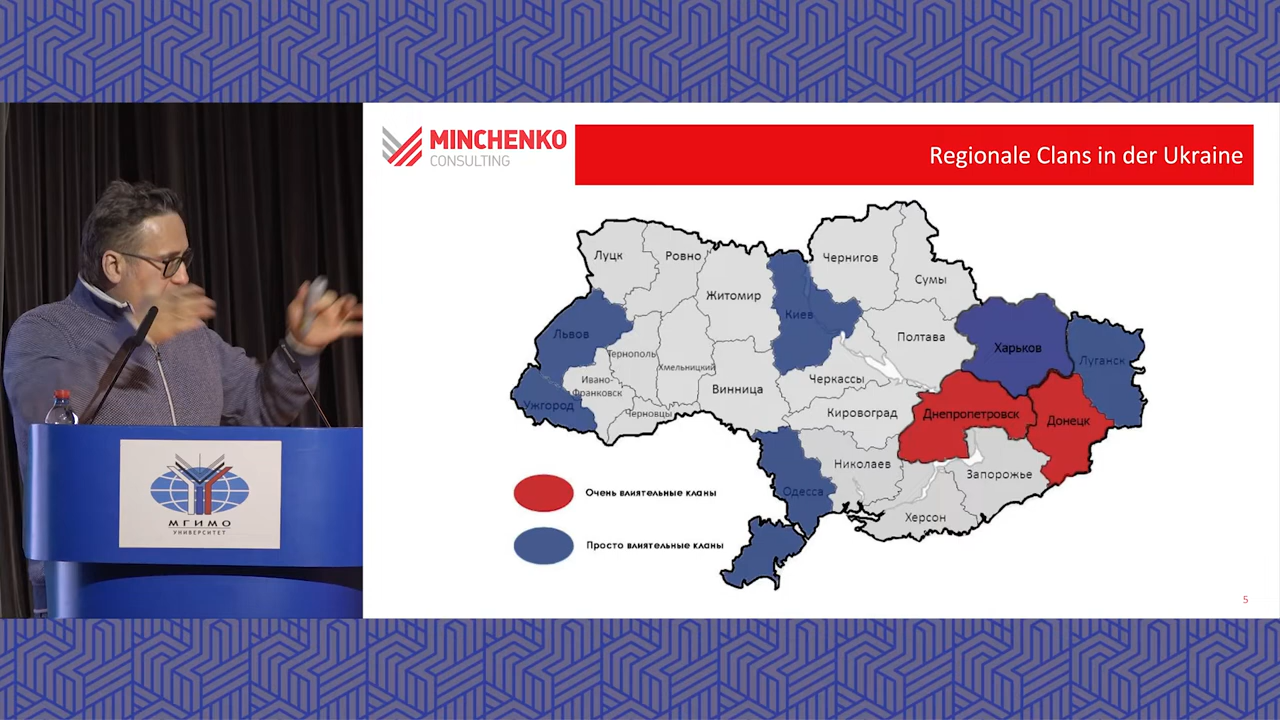 MINCHENKO
CONSULTING
Regionale Clans in der Ukraine
Луцк
Ровно
Житомир
Киев
Чернигов
Сумы
Львов
Тернополь
Хмельницкий
Полтава
Харьков
Луганск
Ужгород
Ивано-
Франковск
Черновцы
Винница
Черкассы
Кировоград
Днепропетровск
Донецк
Одесса
Николаев
Запорожье
Херсон
Очень влиятельные кланы
Просто влиятельные кланы
5
МГИМО
УНИВЕРСИТЕТ